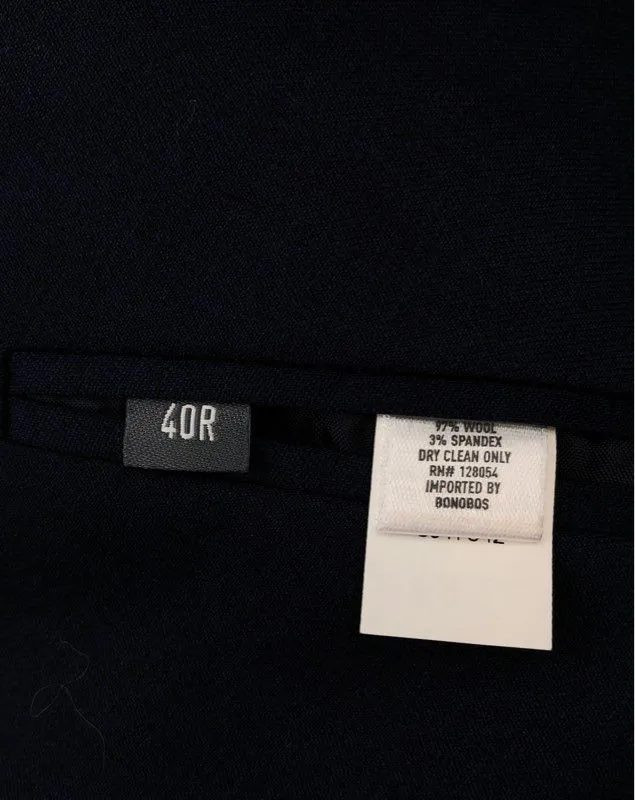 40R
97% WOOL
3% SPANDEX
DRY CLEAN ONLY
RN# 128054
IMPORTED BY
BONOBOS